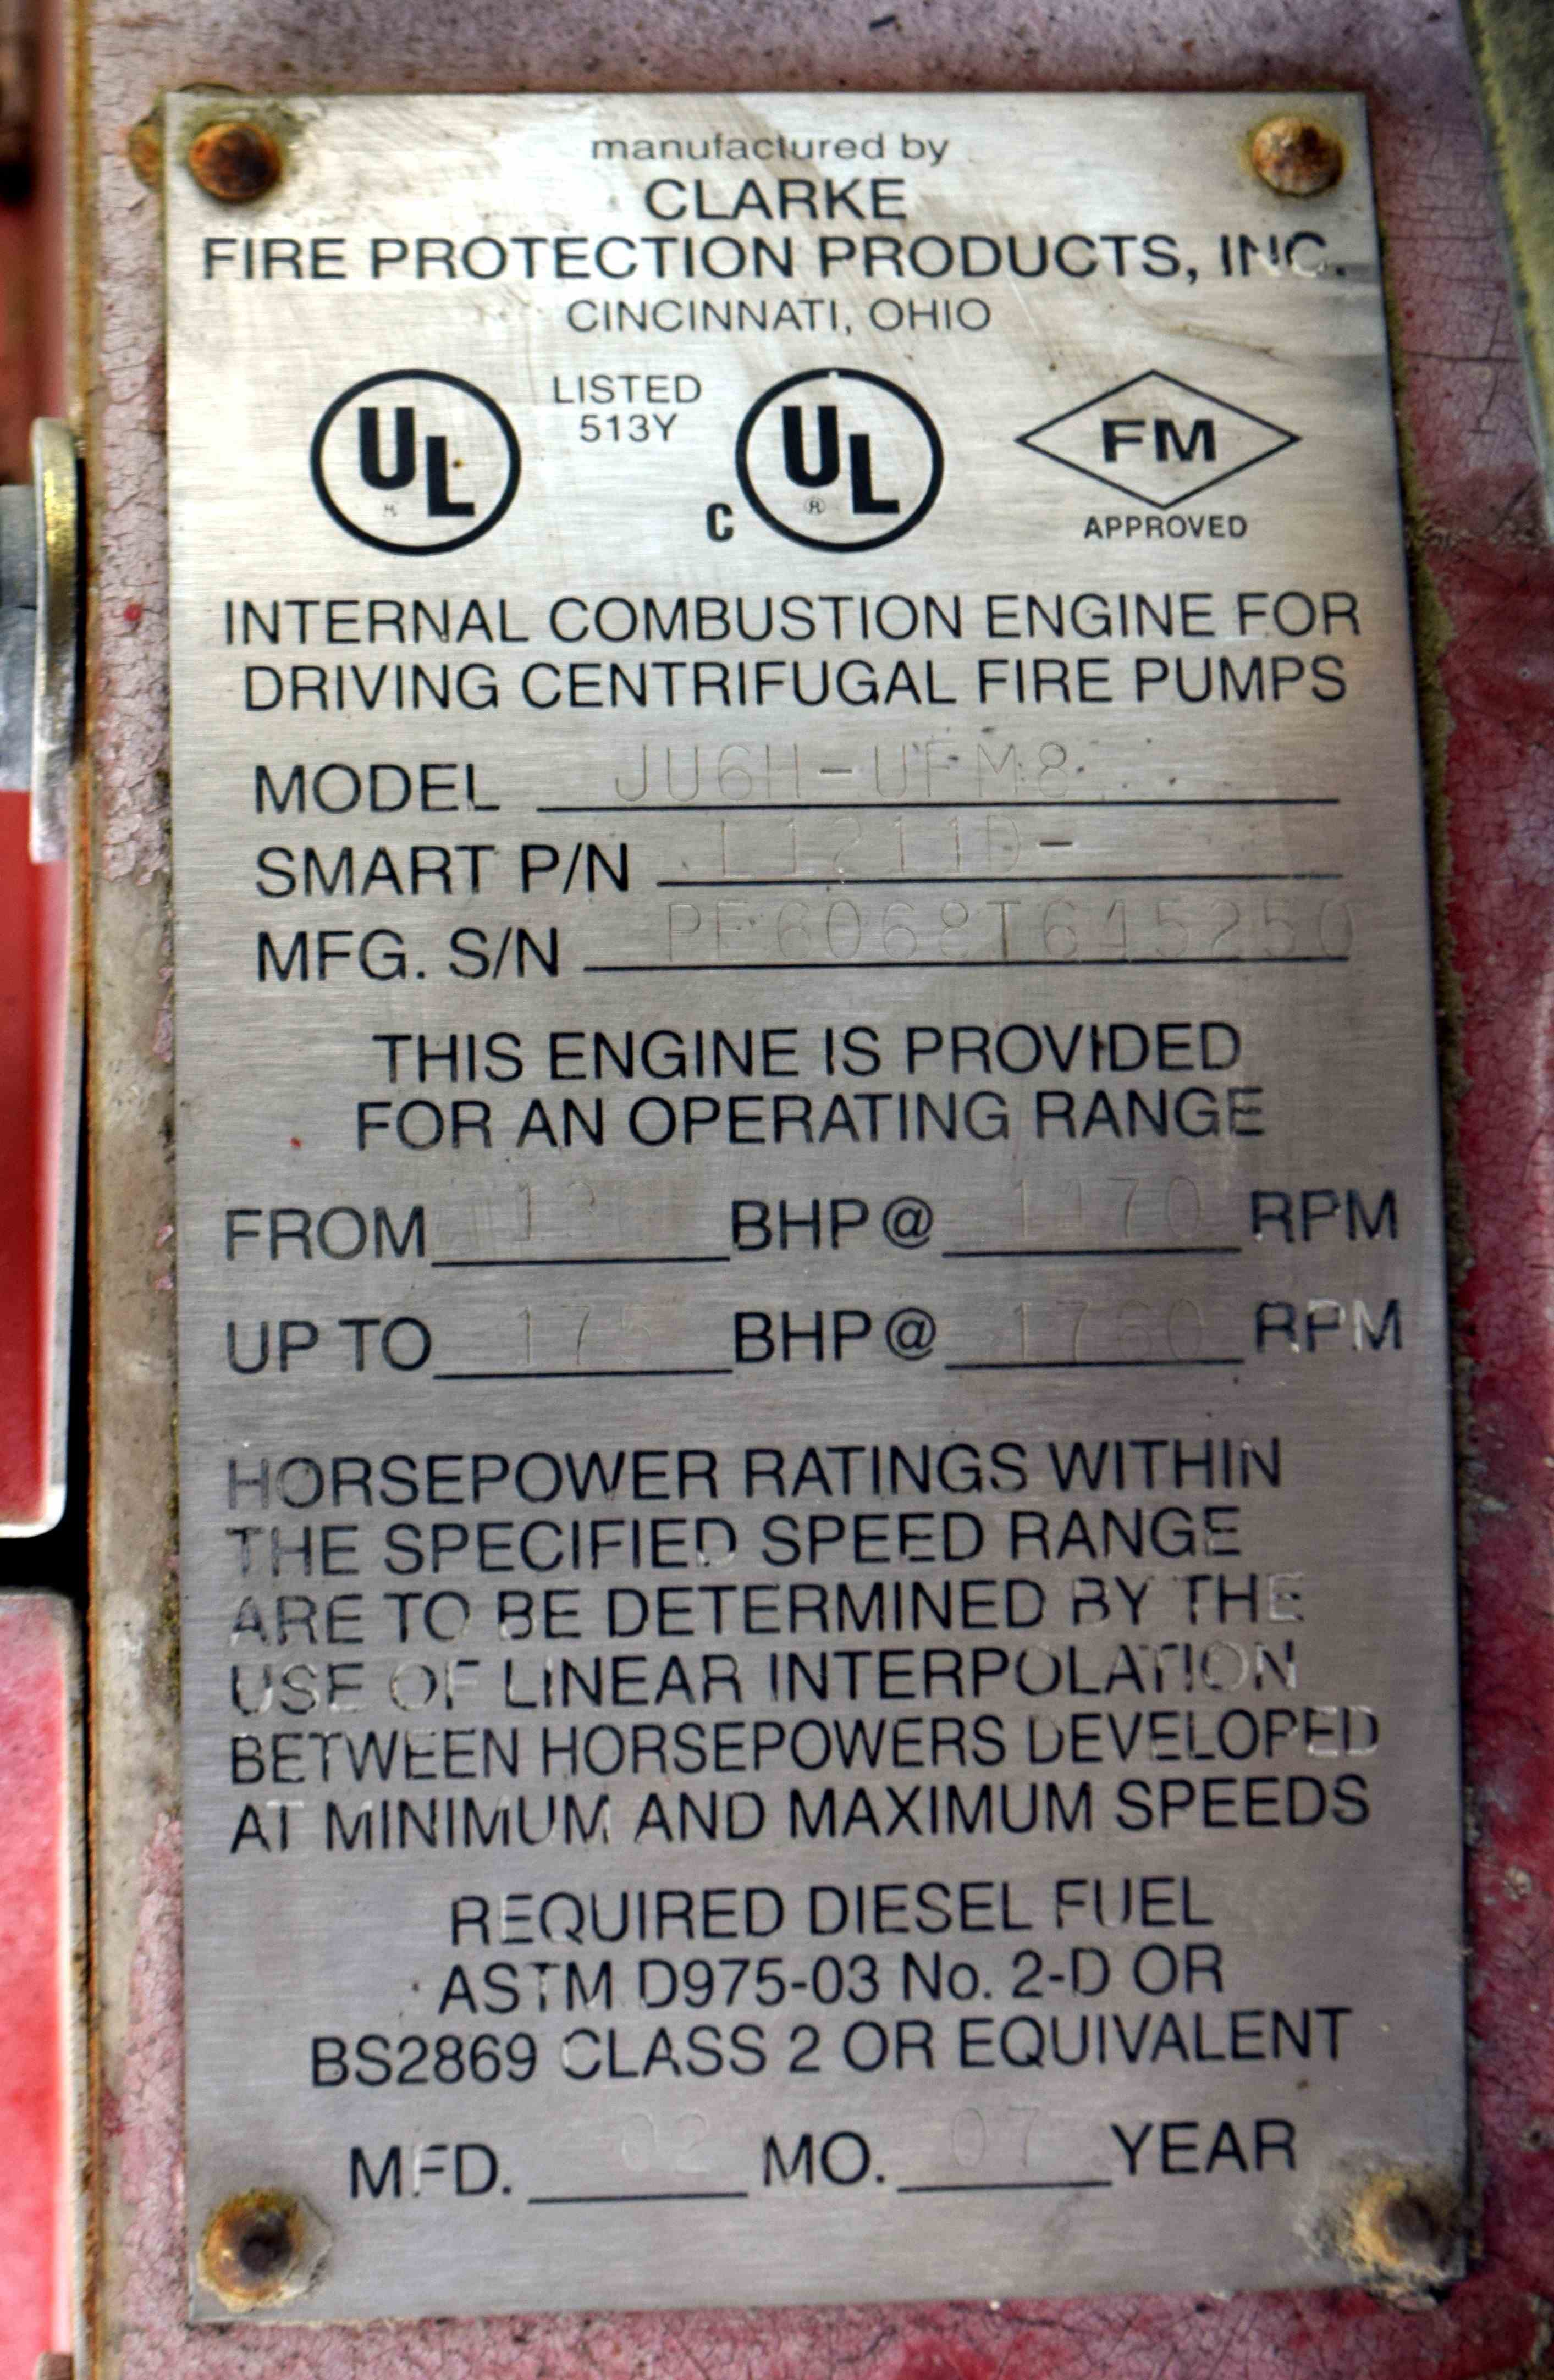 manufactured by
CLARKE
FIRE PROTECTION PRODUCTS, INC.
CINCINNATI, OHIO
UL ® LISTED 513Y C UL ® FM APPROVED
INTERNAL COMBUSTION ENGINE FOR
DRIVING CENTRIFUGAL FIRE PUMPS
MODEL JU6H-UFM8
SMART P/N
MFG. S/N PE6068T645250
THIS ENGINE IS PROVIDED
FOR AN OPERATING RANGE
FROM BHP@ RPM
UP TO 175 BHP@ 1760 RPM
HORSEPOWER RATINGS WITHIN
THE SPECIFIED SPEED RANGE
ARE TO BE DETERMINED BY THE
USE OF LINEAR INTERPOLATION
BETWEEN HORSEPOWERS DEVELOPED
AT MINIMUM AND MAXIMUM SPEEDS
REQUIRED DIESEL FUEL
ASTM D975-03 No. 2-D OR
BS2869 CLASS 2 OR EQUIVALENT
MFD. 02 MO. 07 YEAR